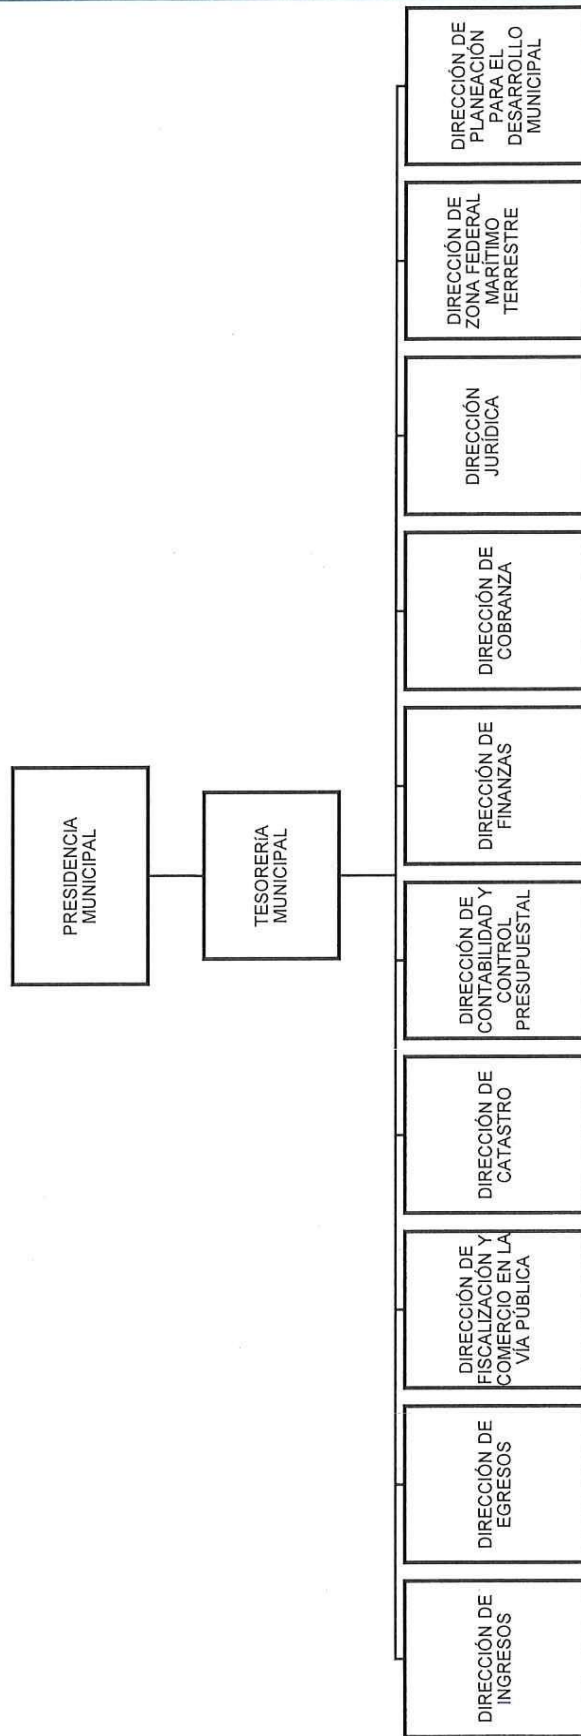 PRESIDENCIA
MUNICIPAL
TESORERÍA
MUNICIPAL
DIRECCIÓN DE
INGRESOS
DIRECCIÓN DE
EGRESOS
DIRECCIÓN DE
FISCALIZACIÓN Y
COMERCIO EN LA
VÍA PÚBLICA
DIRECCIÓN DE
CATASTRO
DIRECCIÓN DE
CONTABILIDAD Y
CONTROL
PRESUPUESTAL
DIRECCIÓN DE
FINANZAS
DIRECCIÓN DE
COBRANZA
DIRECCIÓN
JURÍDICA
DIRECCIÓN DE
ZONA FEDERAL
MARÍTIMO
TERRESTRE
DIRECCIÓN DE
PLANEACIÓN
PARA EL
DESARROLLO
MUNICIPAL